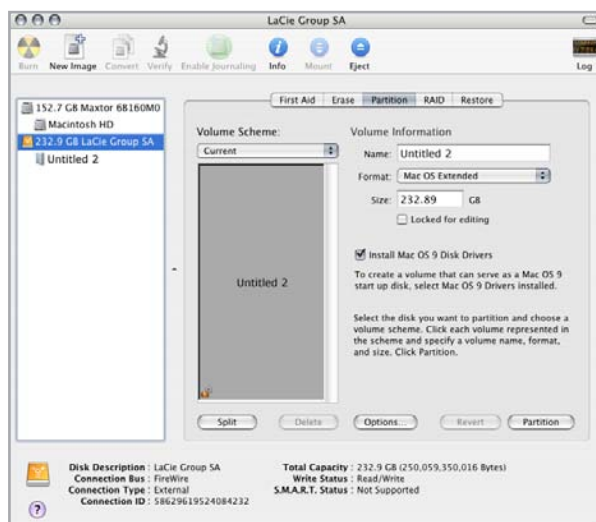 LaCie Group SA
Burn
New Image
Convert
Verify
Enable Journaling
Info
Mount
Eject
Log
152.7 GB Maxtor 6B160M0
Macintosh HD
232.9 GB LaCie Group SA
Untitled 2
First Aid
Erase
Partition
RAID
Restore
Volume Scheme:
Current
Untitled 2
Volume Information
Name: Untitled 2
Format: Mac OS Extended
Size: 232.89 GB
Locked for editing
Install Mac OS 9 Disk Drivers
To create a volume that can serve as a Mac OS 9
start up disk, select Mac OS 9 Drivers installed.
Select the disk you want to partition and choose a
volume scheme. Click each volume represented in
the scheme and specify a volume name, format,
and size. Click Partition.
Split
Delete
Options...
Revert
Partition
Disk Description : LaCie Group SA
Connection Bus : FireWire
Connection Type : External
Connection ID : 58629619524084232
Total Capacity : 232.9 GB (250,059,350,016 Bytes)
Write Status : Read/Write
S.M.A.R.T. Status : Not Supported
?